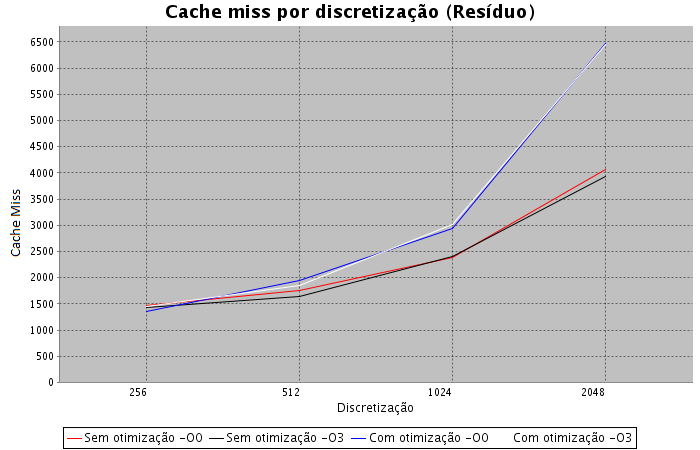 Cache miss por discretização (Resíduo)
6500
6000
5500
5000
4500
4000
3500
3000
2500
2000
1500
1000
500
0
Cache Miss
256 512 1024 2048
Discretização
Sem otimização -O0 Sem otimização -O3 Com otimização -O0 Com otimização -O3